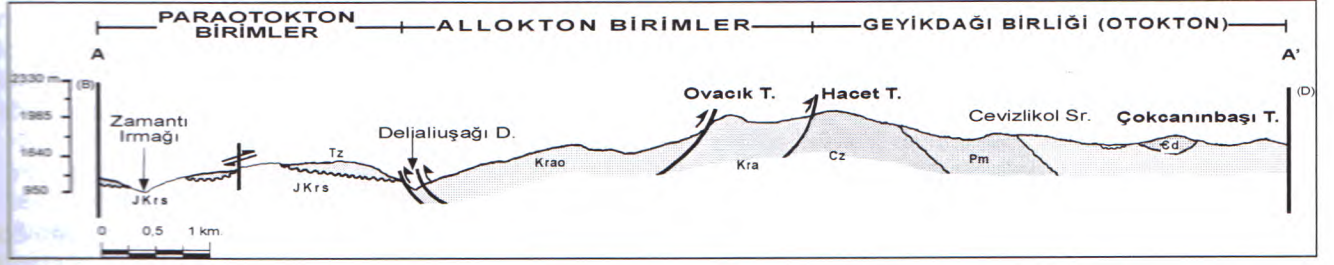 PARAOTOKTON BİRİMLER
ALLOKTON BİRİMLER
GEYİKDAĞI BİRLİĞİ (OTOKTON)
A
A'
2330 m.
(B)
(D)
1985
1640
950
Zamantı Irmağı
Delialiuşağı D.
Ovacık T.
Hacet T.
Cevizlikol Sr.
Çokcanınbaşı T.
Tz
JKrs
JKrs
Krao
Kra
Cz
Pm
€d
0 0,5 1 km.